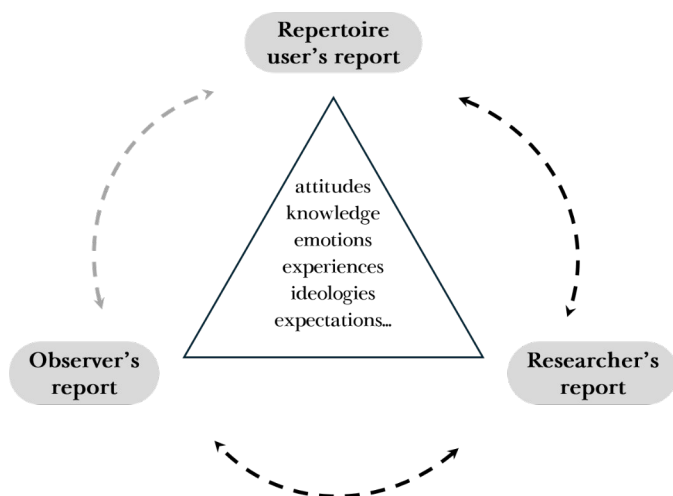 Repertoire
user's report
attitudes
knowledge
emotions
experiences
ideologies
expectations...
Observer's
report
Researcher's
report